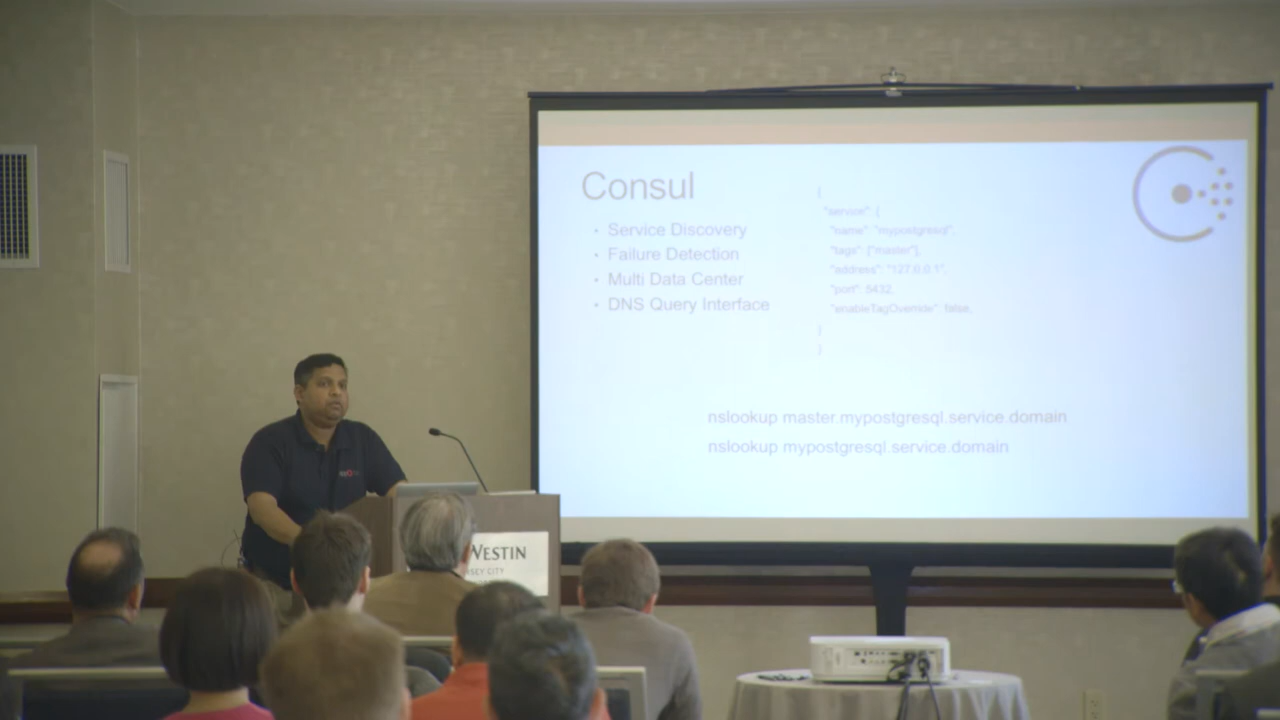 Consul
• Service Discovery
• Failure Detection
• Multi Data Center
• DNS Query Interface
{
"service": {
"name": "mypostgresql",
"tags": ["master"],
"address": "127.0.0.1",
"port": 5432,
"enableTagOverride": false,
}
}
nslookup master.mypostgresql.service.domain
nslookup mypostgresql.service.domain
WESTIN
CITY